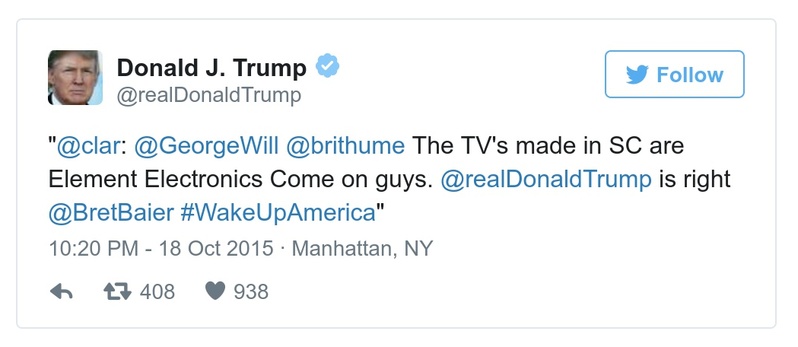 Donald J. Trump
@realDonaldTrump
Follow
"@clar: @GeorgeWill @brithume The TV's made in SC are
Element Electronics Come on guys. @realDonaldTrump is right
@BretBaier #WakeUpAmerica"
10:20 PM - 18 Oct 2015 · Manhattan, NY
408 938